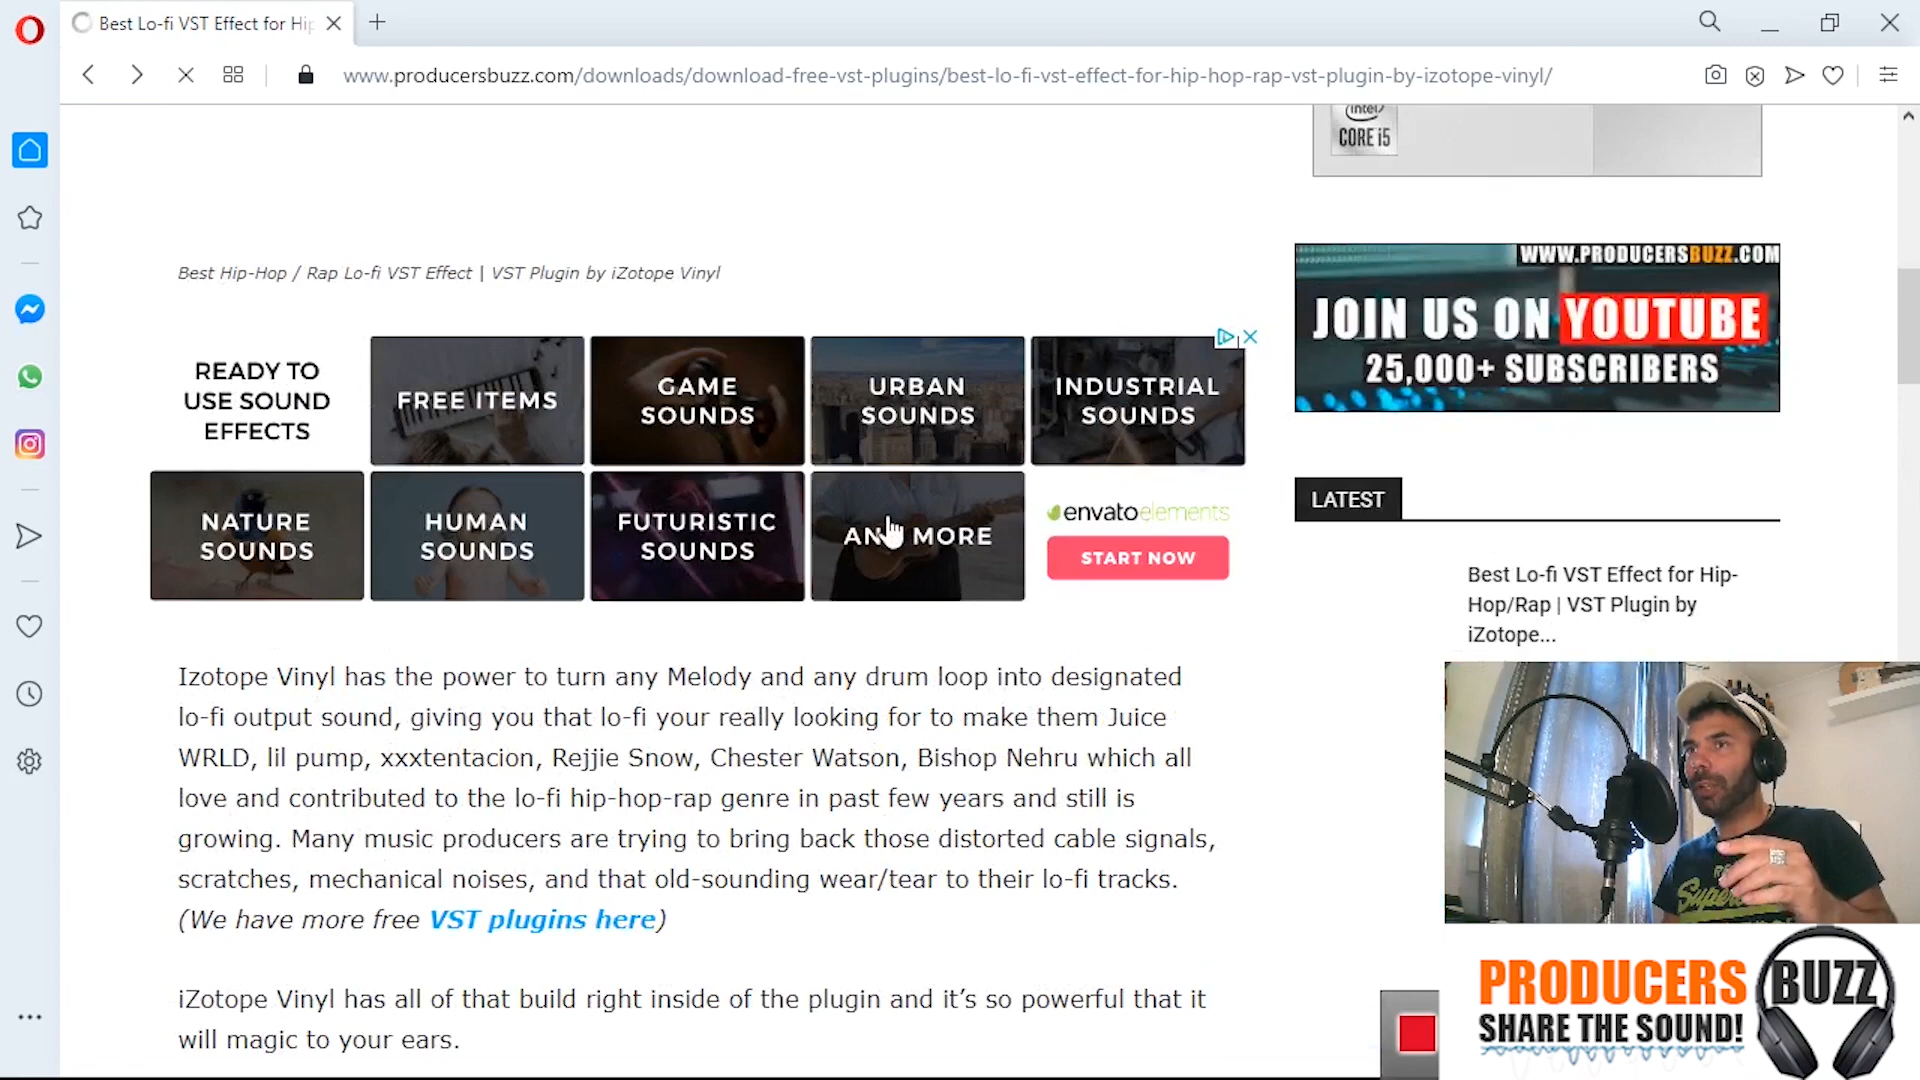 Best Lo-fi VST Effect for Hip
www.producersbuzz.com/downloads/download-free-vst-plugins/best-lo-fi-vst-effect-for-hip-hop-rap-vst-plugin-by-izotope-vinyl/
intel
CORE i5
Best Hip-Hop / Rap Lo-fi VST Effect | VST Plugin by iZotope Vinyl
READY TO
USE SOUND
EFFECTS
FREE ITEMS
GAME
SOUNDS
URBAN
SOUNDS
INDUSTRIAL
SOUNDS
NATURE
SOUNDS
HUMAN
SOUNDS
FUTURISTIC
SOUNDS
AND MORE
envatoelements
START NOW
Izotope Vinyl has the power to turn any Melody and any drum loop into designated
lo-fi output sound, giving you that lo-fi your really looking for to make them Juice
WRLD, lil pump, xxxtentacion, Rejjie Snow, Chester Watson, Bishop Nehru which all
love and contributed to the lo-fi hip-hop-rap genre in past few years and still is
growing. Many music producers are trying to bring back those distorted cable signals,
scratches, mechanical noises, and that old-sounding wear/tear to their lo-fi tracks.
(We have more free VST plugins here)
iZotope Vinyl has all of that build right inside of the plugin and it’s so powerful that it
will magic to your ears.
WWW.PRODUCERSBUZZ.COM
JOIN US ON YOUTUBE
25,000+ SUBSCRIBERS
LATEST
Best Lo-fi VST Effect for Hip-
Hop/Rap | VST Plugin by
iZotope...
PRODUCERS BUZZ
SHARE THE SOUND!